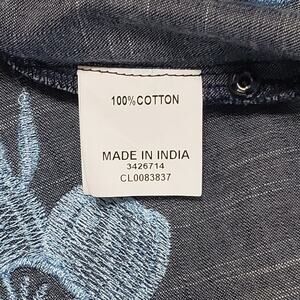 100% COTTON
MADE IN INDIA
3426714
CL0083837